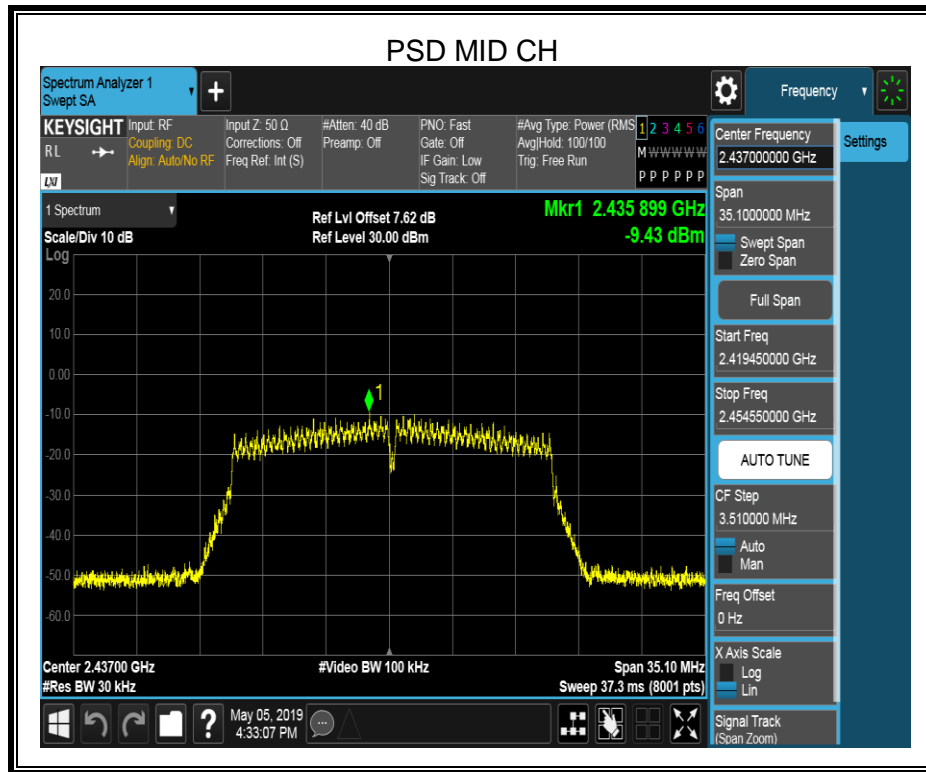 PSD MID CH
Spectrum Analyzer 1
Swept SA
+
Frequency
KEYSIGHT
RL
LXI
Input: RF
Coupling: DC
Align: Auto/No RF
Input Z: 50 Ω
Corrections: Off
Freq Ref: Int (S)
#Atten: 40 dB
Preamp: Off
PNO: Fast
Gate: Off
IF Gain: Low
Sig Track: Off
#Avg Type: Power (RMS
Avg|Hold: 100/100
Trig: Free Run
1 2 3 4 5 6
M W W W W W
P P P P P P
1 Spectrum
Scale/Div 10 dB
Ref Lvl Offset 7.62 dB
Ref Level 30.00 dBm
Mkr1 2.435 899 GHz
-9.43 dBm
Log
20.0
10.0
0.00
-10.0
-20.0
-30.0
-40.0
-50.0
-60.0
1
Center 2.43700 GHz
#Res BW 30 kHz
#Video BW 100 kHz
Span 35.10 MHz
Sweep 37.3 ms (8001 pts)
?
May 05, 2019
4:33:07 PM
Center Frequency
2.437000000 GHz
Span
35.1000000 MHz
Swept Span
Zero Span
Full Span
Start Freq
2.419450000 GHz
Stop Freq
2.454550000 GHz
AUTO TUNE
CF Step
3.510000 MHz
Auto
Man
Freq Offset
0 Hz
X Axis Scale
Log
Lin
Signal Track
(Span Zoom)
Settings